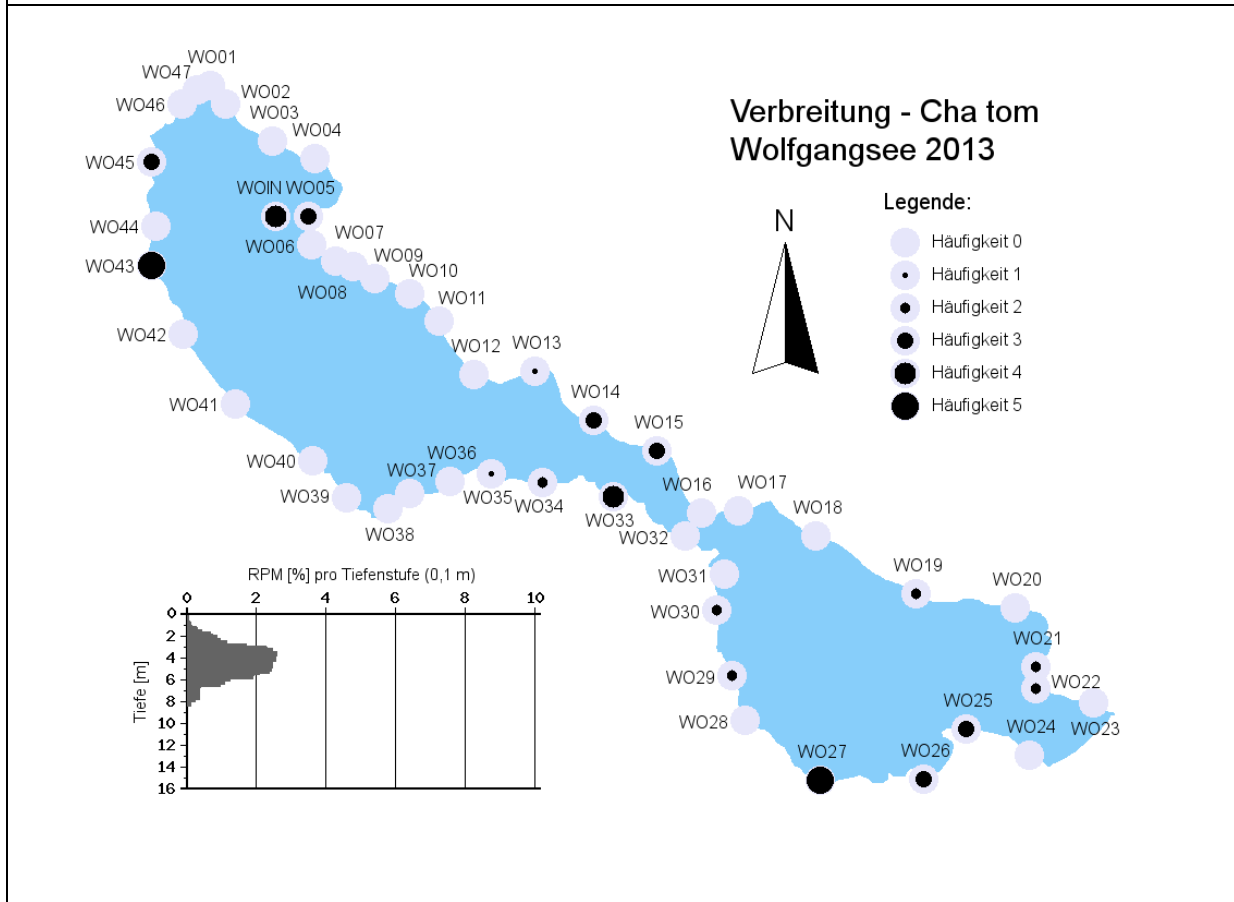 Verbreitung - Cha tom
Wolfgangsee 2013
N
Legende:
Häufigkeit 0
Häufigkeit 1
Häufigkeit 2
Häufigkeit 3
Häufigkeit 4
Häufigkeit 5
WO01
WO47
WO46
WO02
WO03
WO04
WO45
WOIN WO05
WO44
WO06
WO07
WO43
WO09
WO08
WO10
WO11
WO42
WO12
WO13
WO41
WO14
WO15
WO40
WO36
WO37
WO39
WO35
WO34
WO33
WO38
WO16
WO17
WO18
WO32
WO31
WO19
WO20
WO30
WO21
WO29
WO22
WO23
WO28
WO25
WO24
WO27
WO26
RPM [%] pro Tiefenstufe (0,1 m)
0 2 4 6 8 10
Tiefe [m]
0
2
4
6
8
10
12
14
16